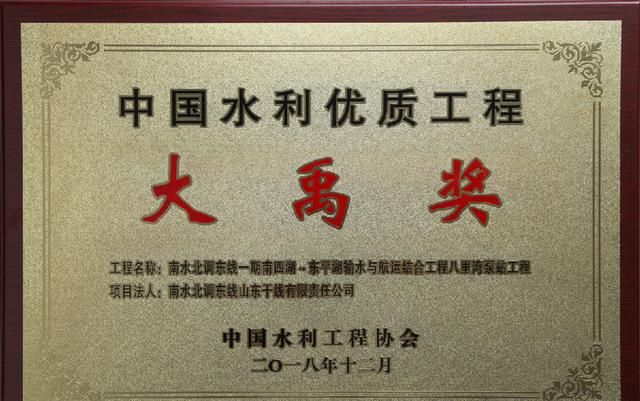 中国水利优质工程
大禹奖
工程名称：南水北调东线一期南四湖－东平湖输水与航运结合工程八里湾泵站工程
项目法人：南水北调东线山东干线有限责任公司
中国水利工程协会
二〇一八年十二月